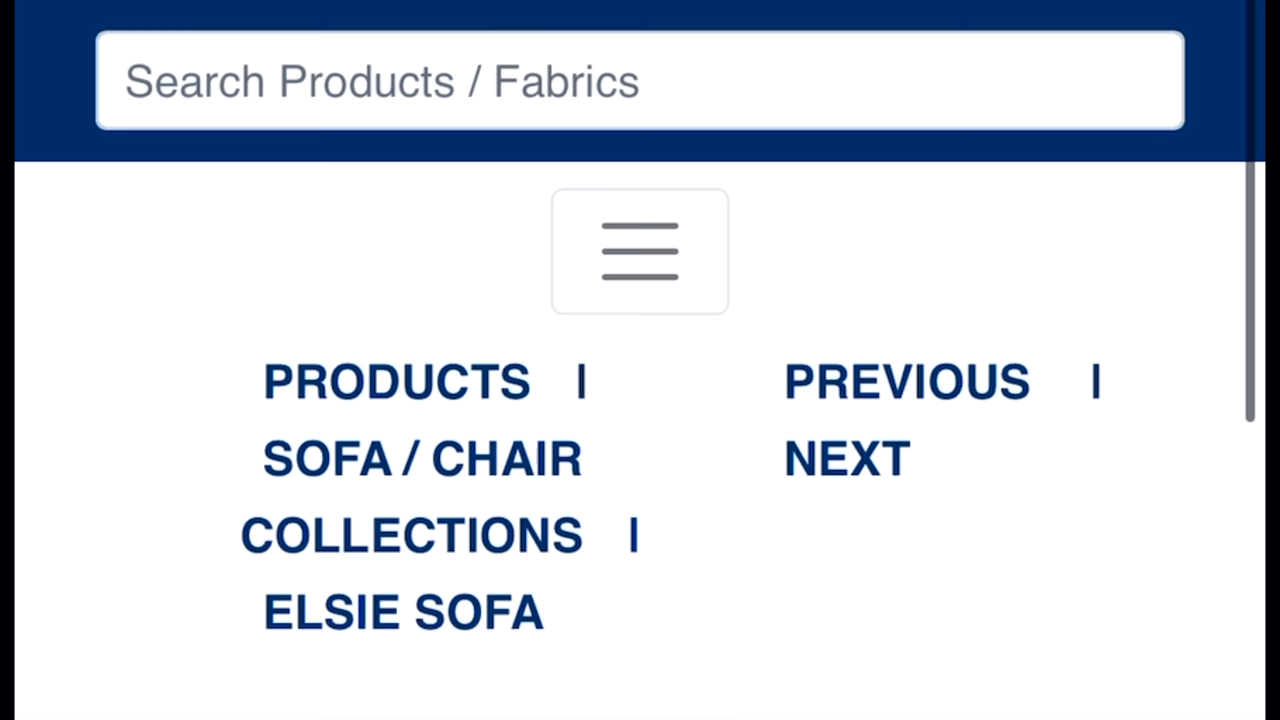 Search Products / Fabrics
PRODUCTS |
SOFA / CHAIR
COLLECTIONS |
ELSIE SOFA
PREVIOUS |
NEXT